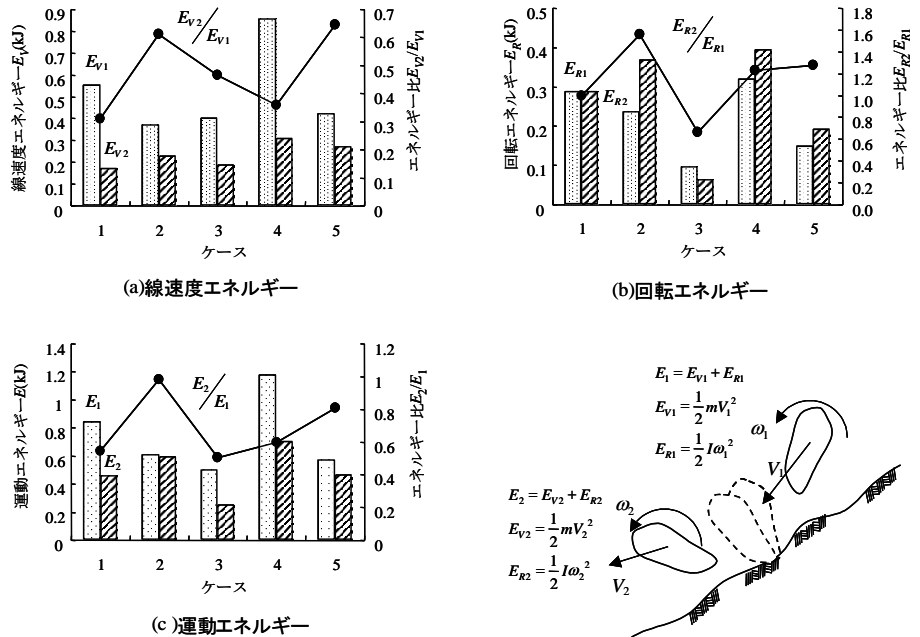 線速度エネルギーE_V(kJ)
0.9
0.8
0.7
0.6
0.5
0.4
0.3
0.2
0.1
0
E_V1
E_V2
E_V2/E_V1
0.7
0.6
0.5
0.4
0.3
0.2
0.1
0
エネルギー比E_V2/E_V1
1 2 3 4 5
ケース
(a)線速度エネルギー
回転エネルギーE_R(kJ)
0.5
0.4
0.3
0.2
0.1
0
E_R1
E_R2
E_R2/E_R1
1.8
1.6
1.4
1.2
1.0
0.8
0.6
0.4
0.2
0.0
エネルギー比E_R2/E_R1
1 2 3 4 5
ケース
(b)回転エネルギー
運動エネルギーE(kJ)
1.4
1.2
1
0.8
0.6
0.4
0.2
0
E_1
E_2
E_2/E_1
1.2
1
0.8
0.6
0.4
0.2
0
エネルギー比E_2/E_1
1 2 3 4 5
ケース
(c)運動エネルギー
E_1 = E_V1 + E_R1
E_V1 = 1/2 mV_1²
E_R1 = 1/2 Iω_1²
ω_1
V_1
E_2 = E_V2 + E_R2
E_V2 = 1/2 mV_2²
E_R2 = 1/2 Iω_2²
ω_2
V_2